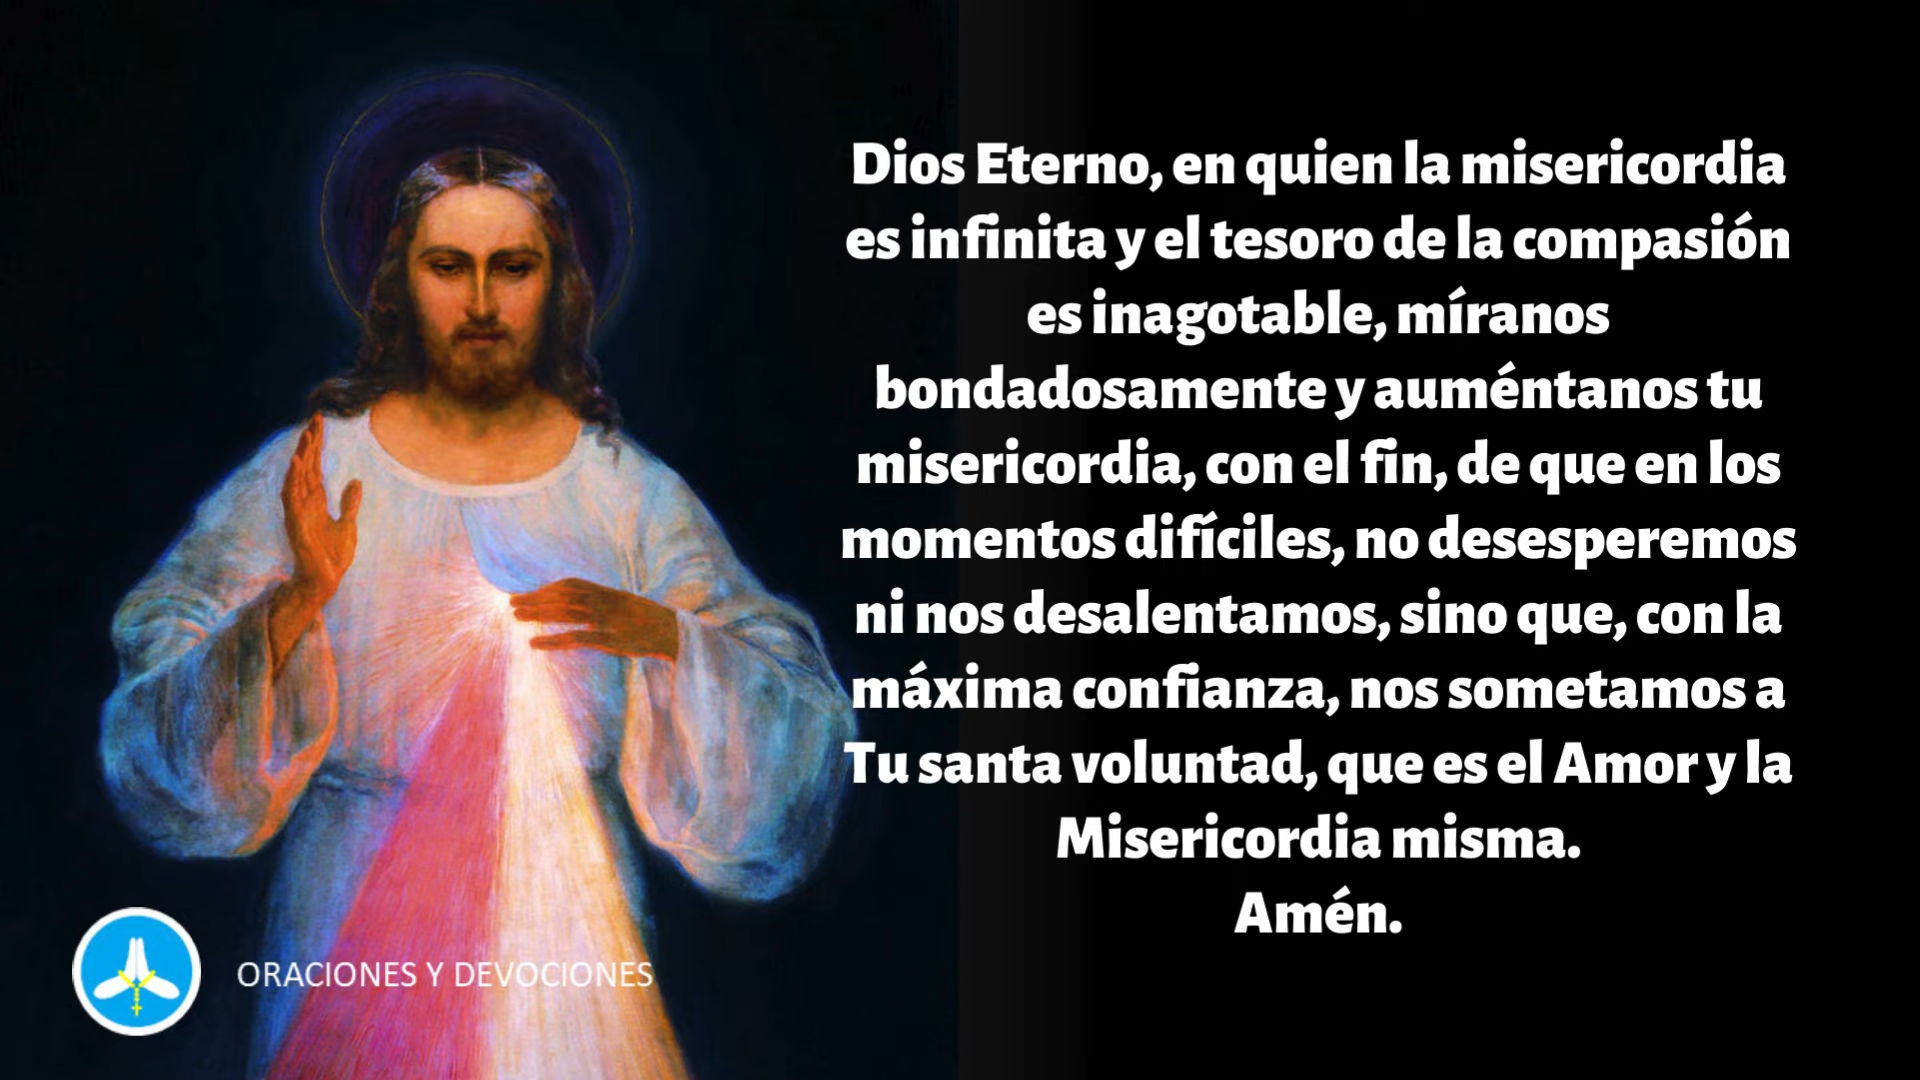 Dios Eterno, en quien la misericordia
es infinita y el tesoro de la compasión
es inagotable, míranos
bondadosamente y auméntanos tu
misericordia, con el fin, de que en los
momentos difíciles, no desesperemos
ni nos desalentamos, sino que, con la
máxima confianza, nos sometamos a
Tu santa voluntad, que es el Amor y la
Misericordia misma.
Amén.
ORACIONES Y DEVOCIONES